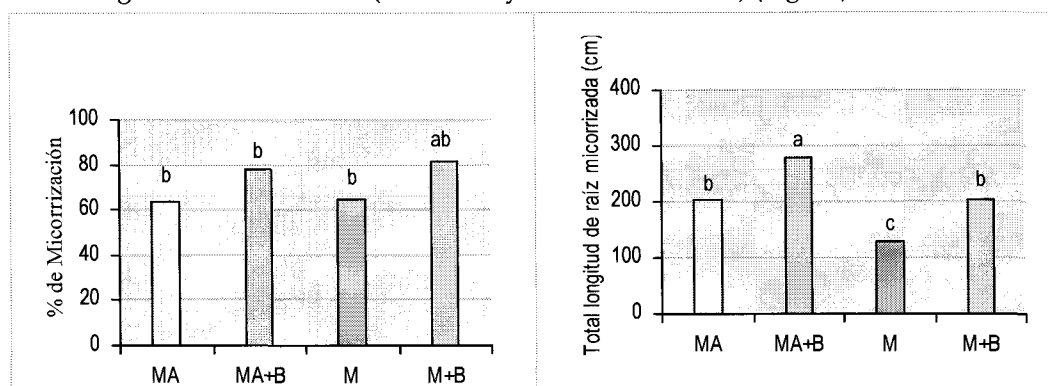 % de Micorrización
100
80
60
40
20
0
b
b
b
ab
MA
MA+B
M
M+B
Total longitud de raíz micorrizada (cm)
400
300
200
100
0
b
a
c
b
MA
MA+B
M
M+B